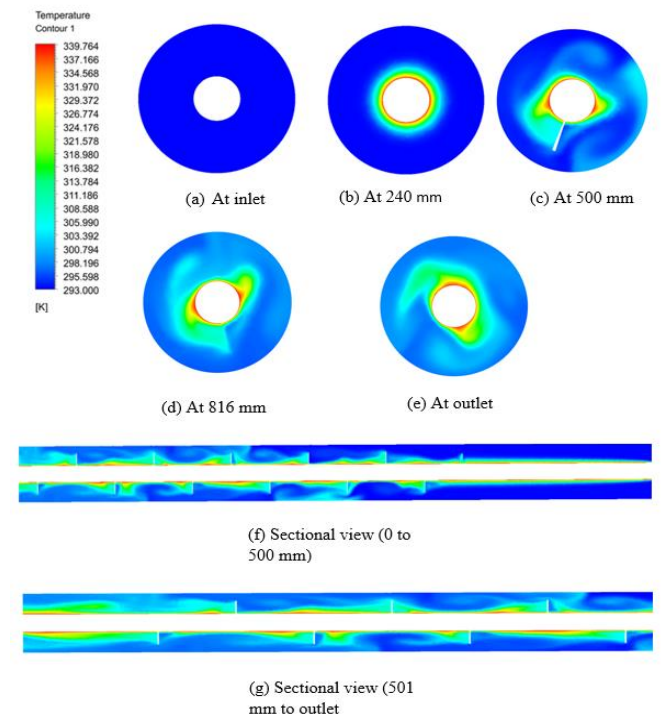 Temperature
Contour 1
339.764
337.166
334.568
331.970
329.372
326.774
324.176
321.578
318.980
316.382
313.784
311.186
308.588
305.990
303.392
300.794
298.196
295.598
293.000
[K]
(a) At inlet
(b) At 240 mm
(c) At 500 mm
(d) At 816 mm
(e) At outlet
(f) Sectional view (0 to
500 mm)
(g) Sectional view (501
mm to outlet